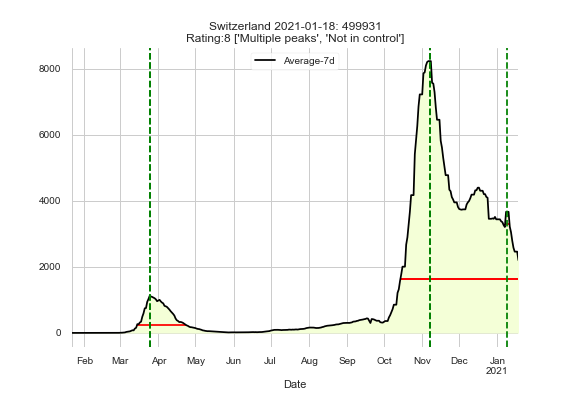 Switzerland 2021-01-18: 499931
Rating:8 ['Multiple peaks', 'Not in control']
Average-7d
8000
6000
4000
2000
0
Feb Mar Apr May Jun Jul Aug Sep Oct Nov Dec Jan
2021
Date